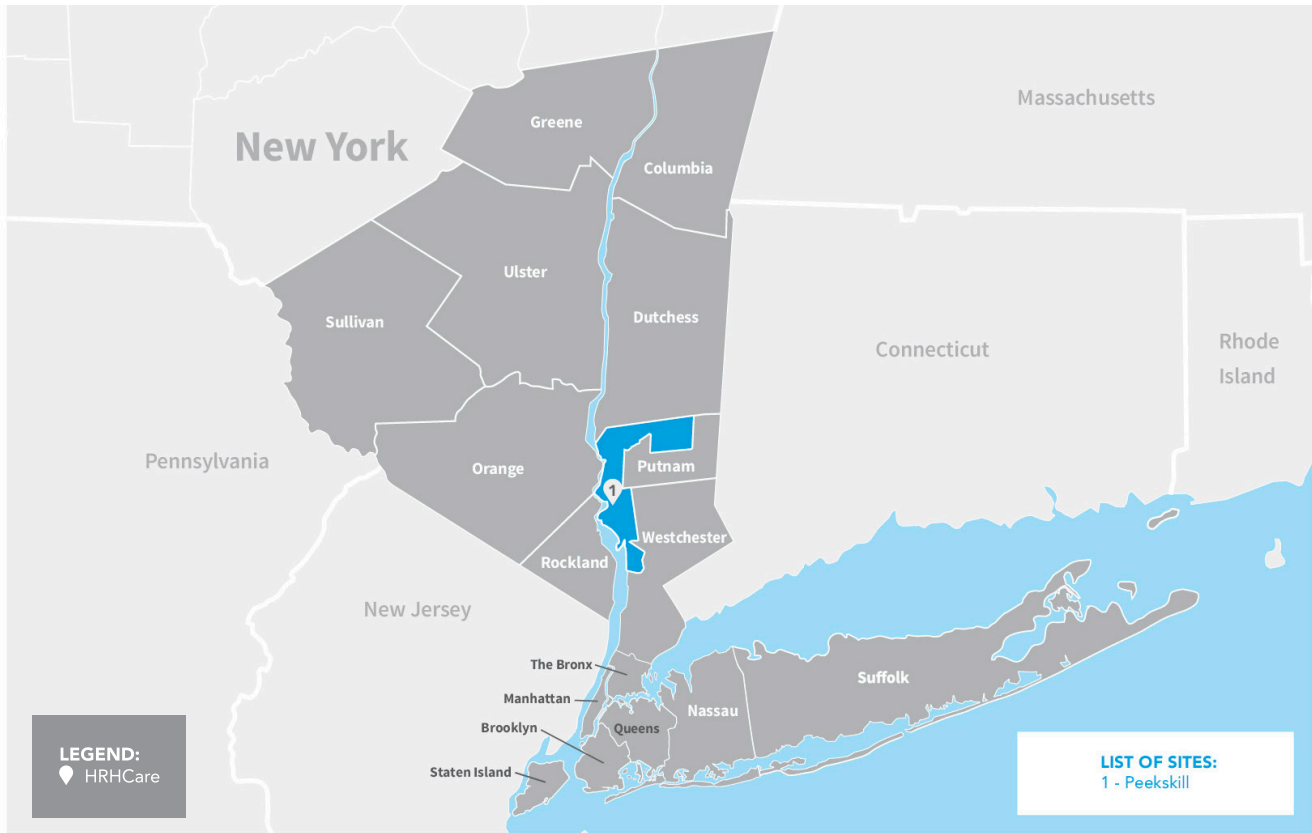 Massachusetts
Greene
New York
Columbia
Ulster
Dutchess
Sullivan
Rhode
Island
Connecticut
Pennsylvania
Orange
Putnam
1
Westchester
Rockland
New Jersey
The Bronx
Suffolk
Manhattan
Nassau
Brooklyn
Queens
Staten Island
LEGEND:
HRHCare
LIST OF SITES:
1 - Peekskill